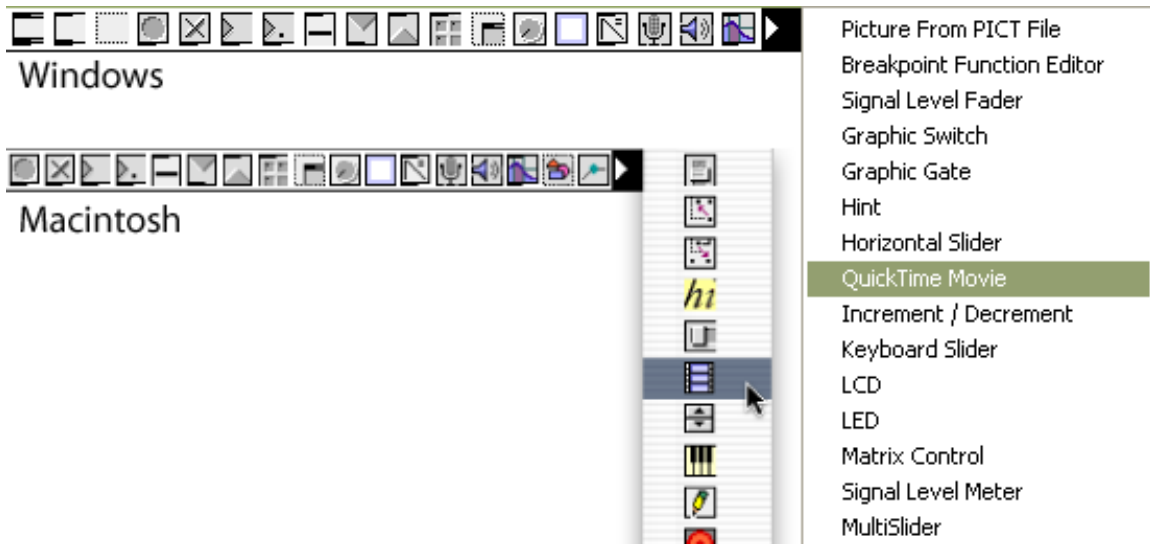 Windows
Macintosh
hi
Picture From PICT File
Breakpoint Function Editor
Signal Level Fader
Graphic Switch
Graphic Gate
Hint
Horizontal Slider
QuickTime Movie
Increment / Decrement
Keyboard Slider
LCD
LED
Matrix Control
Signal Level Meter
MultiSlider